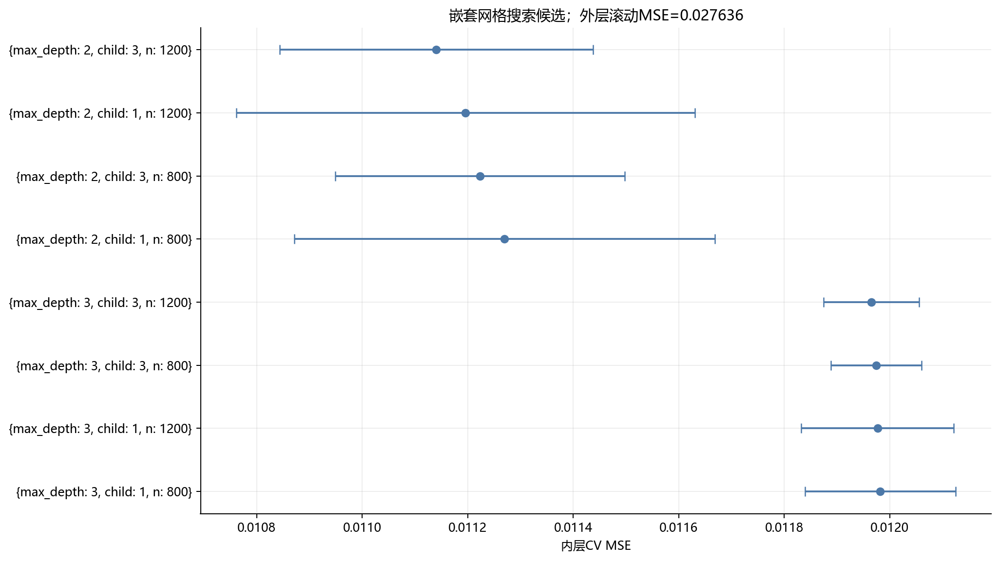 嵌套网格搜索候选；外层滚动MSE=0.027636
{max_depth: 2, child: 3, n: 1200}
{max_depth: 2, child: 1, n: 1200}
{max_depth: 2, child: 3, n: 800}
{max_depth: 2, child: 1, n: 800}
{max_depth: 3, child: 3, n: 1200}
{max_depth: 3, child: 3, n: 800}
{max_depth: 3, child: 1, n: 1200}
{max_depth: 3, child: 1, n: 800}
0.0108 0.0110 0.0112 0.0114 0.0116 0.0118 0.0120
内层CV MSE